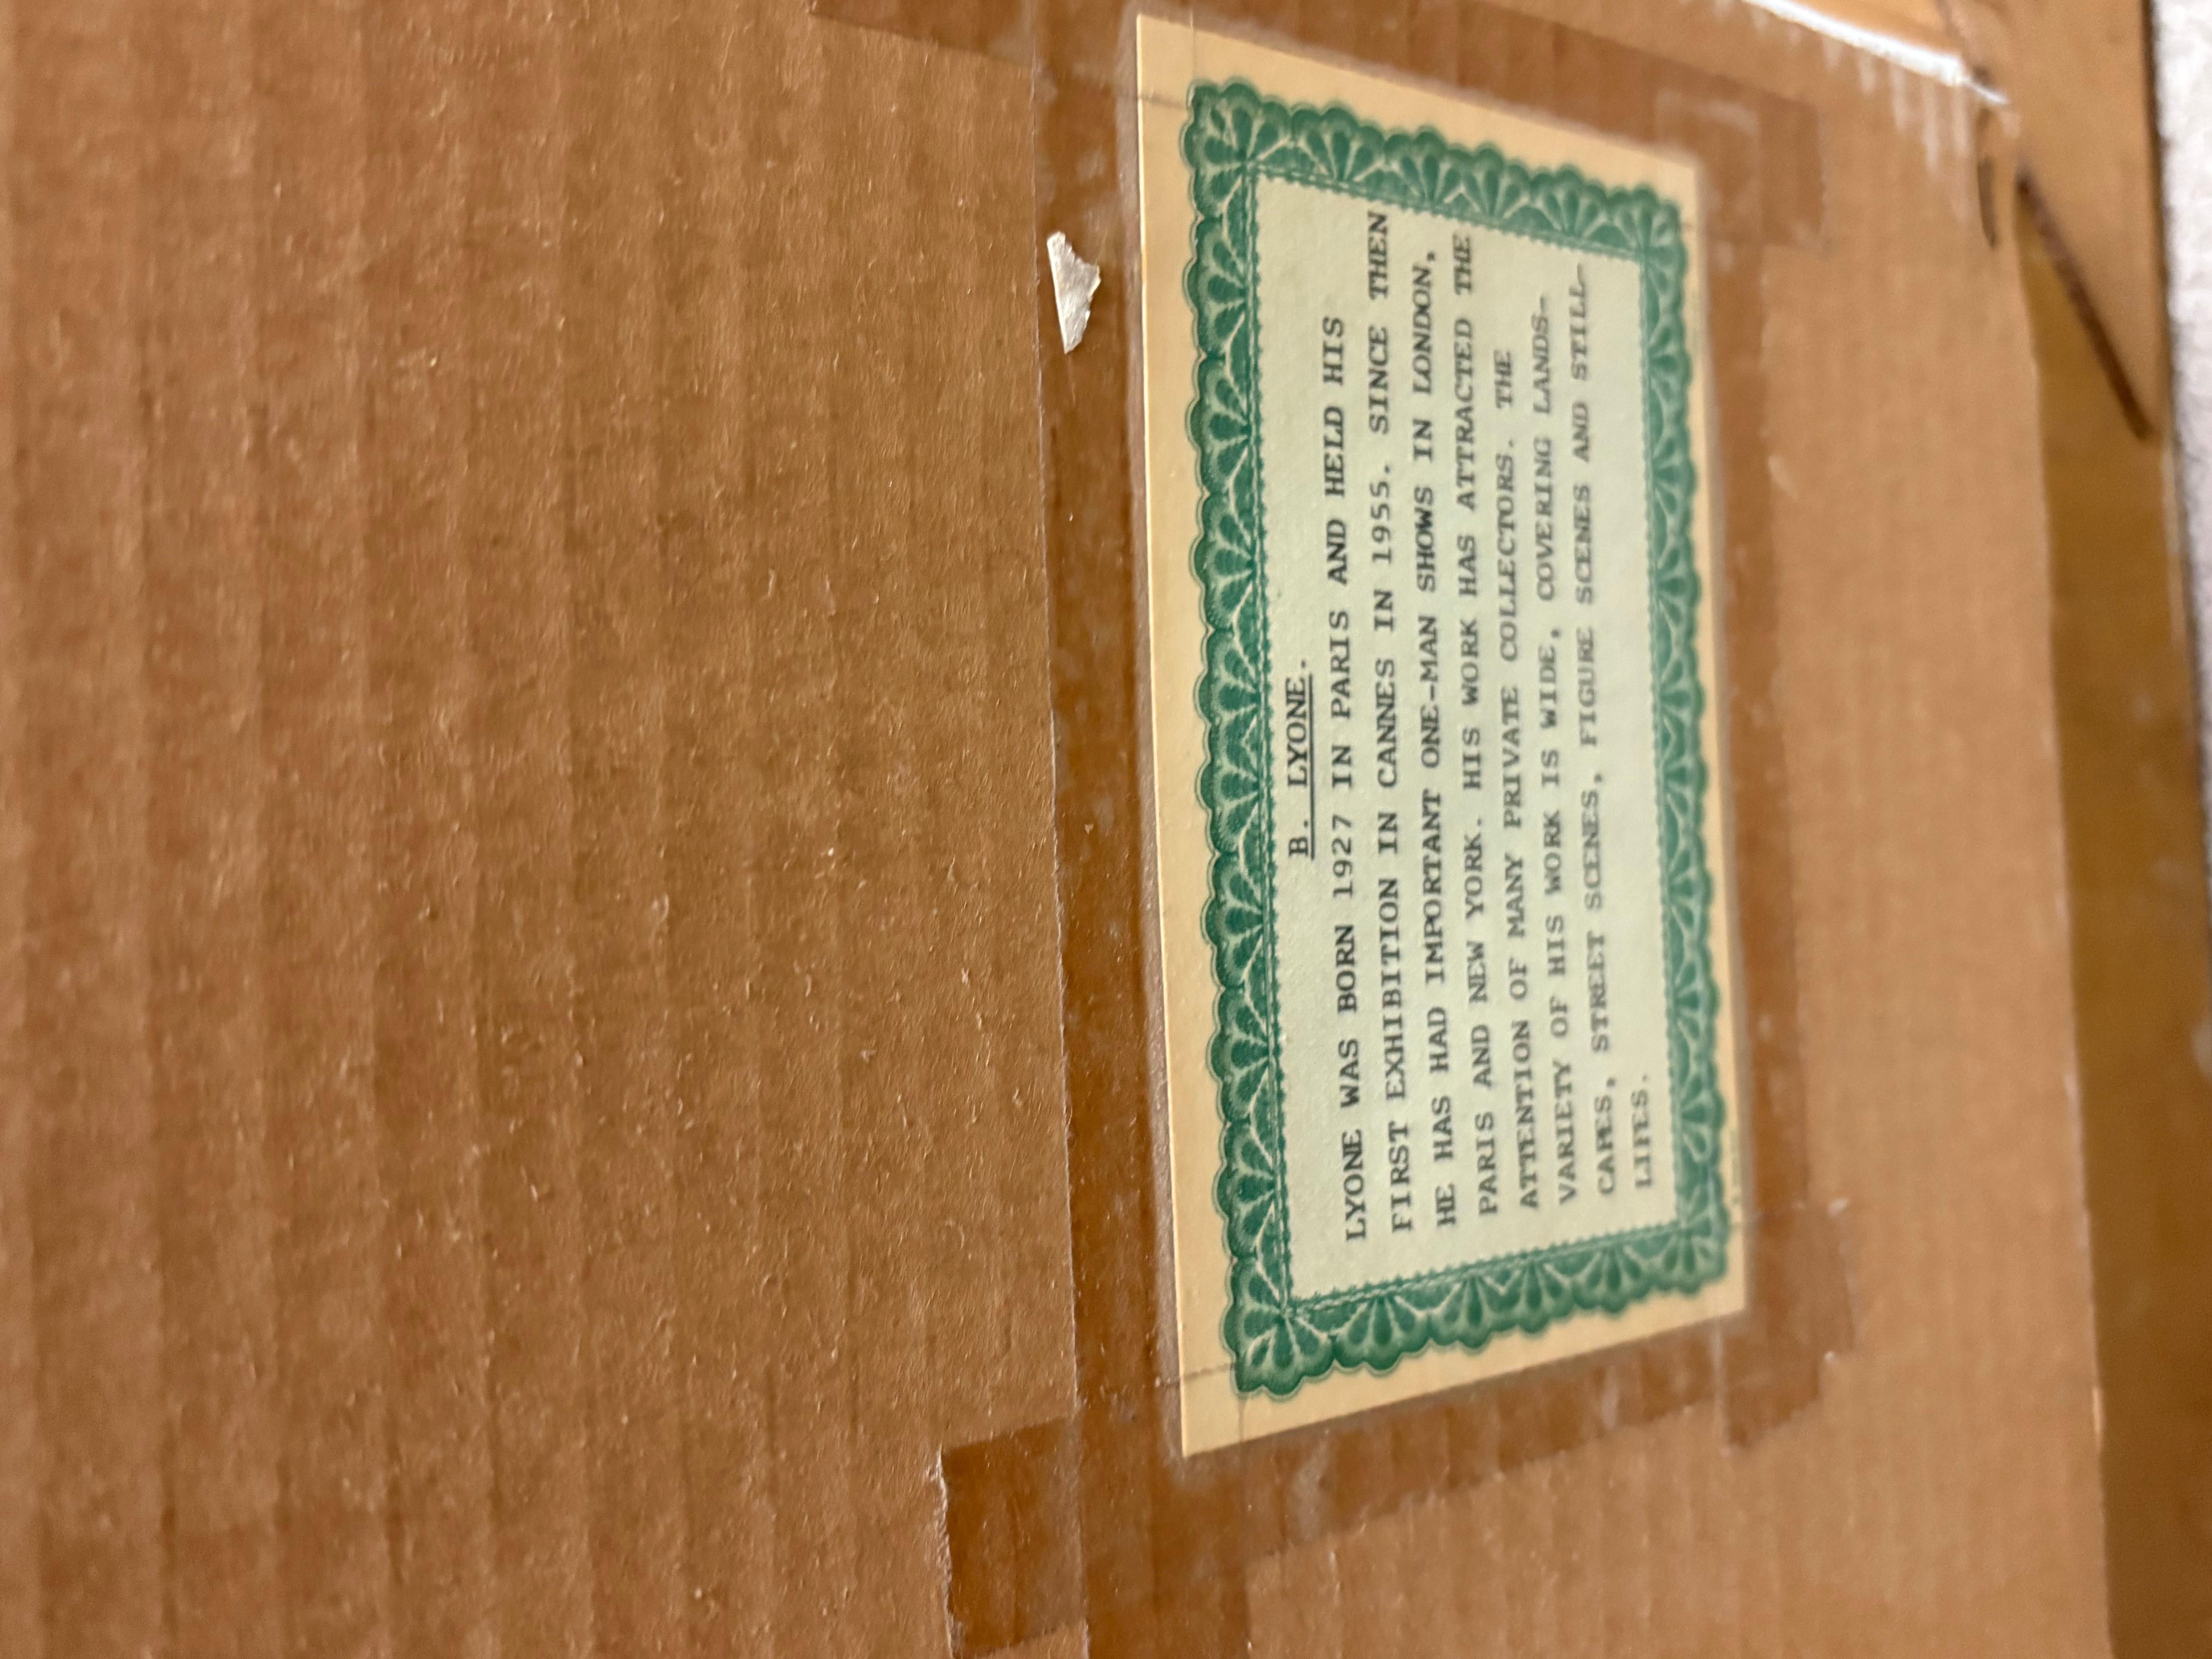 B. LYONE.
LYONE WAS BORN 1927 IN PARIS AND HELD HIS
FIRST EXHIBITION IN CANNES IN 1955. SINCE THEN
HE HAS HAD IMPORTANT ONE-MAN SHOWS IN LONDON,
PARIS AND NEW YORK. HIS WORK HAS ATTRACTED THE
ATTENTION OF MANY PRIVATE COLLECTORS. THE
VARIETY OF HIS WORK IS WIDE, COVERING LANDS-
CAPES, STREET SCENES, FIGURE SCENES AND STILL-
LIFES.